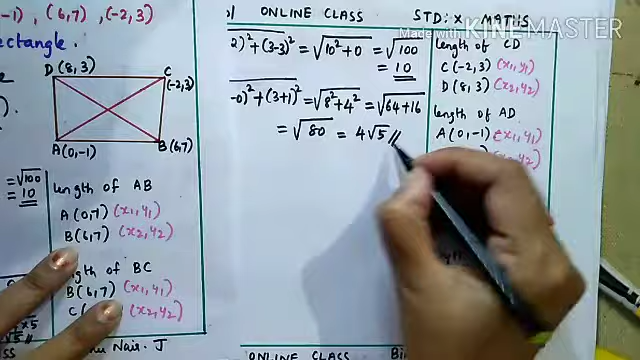 -1), (6,7), (-2,3)
ectangle.
D (8, 3)
C
(-2,3)
A (0,-1)
B (6,7)
= √100
= 10
length of AB
A (0,7) (x1,y1)
B (6,7) (x2,y2)
gth of BC
B (6,7) (x1,y1)
C( (x2,y2)
Nair. J
ONLINE CLASS STD: X MATHS
Made with KINEMASTER
2)² + (3-3)² = √10² + 0 = √100
= 10
-0)² + (3+1)² = √8² + 4² = √64+16
= √80 = 4√5 //
length of CD
C (-2,3) (x1,y1)
D (8, 3) (x2,y2)
length of AD
A (0,-1) (x1,y1)
ONLINE CLASS